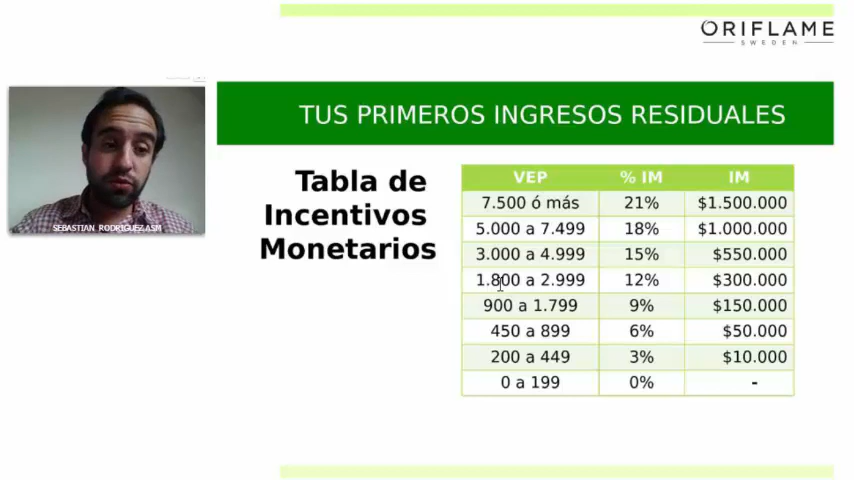 ORIFLAME
SWEDEN
TUS PRIMEROS INGRESOS RESIDUALES
SEBASTIAN RODRIGUEZ ASM
Tabla de
Incentivos
Monetarios
VEP % IM IM
7.500 ó más 21% $1.500.000
5.000 a 7.499 18% $1.000.000
3.000 a 4.999 15% $550.000
1.800 a 2.999 12% $300.000
900 a 1.799 9% $150.000
450 a 899 6% $50.000
200 a 449 3% $10.000
0 a 199 0% -